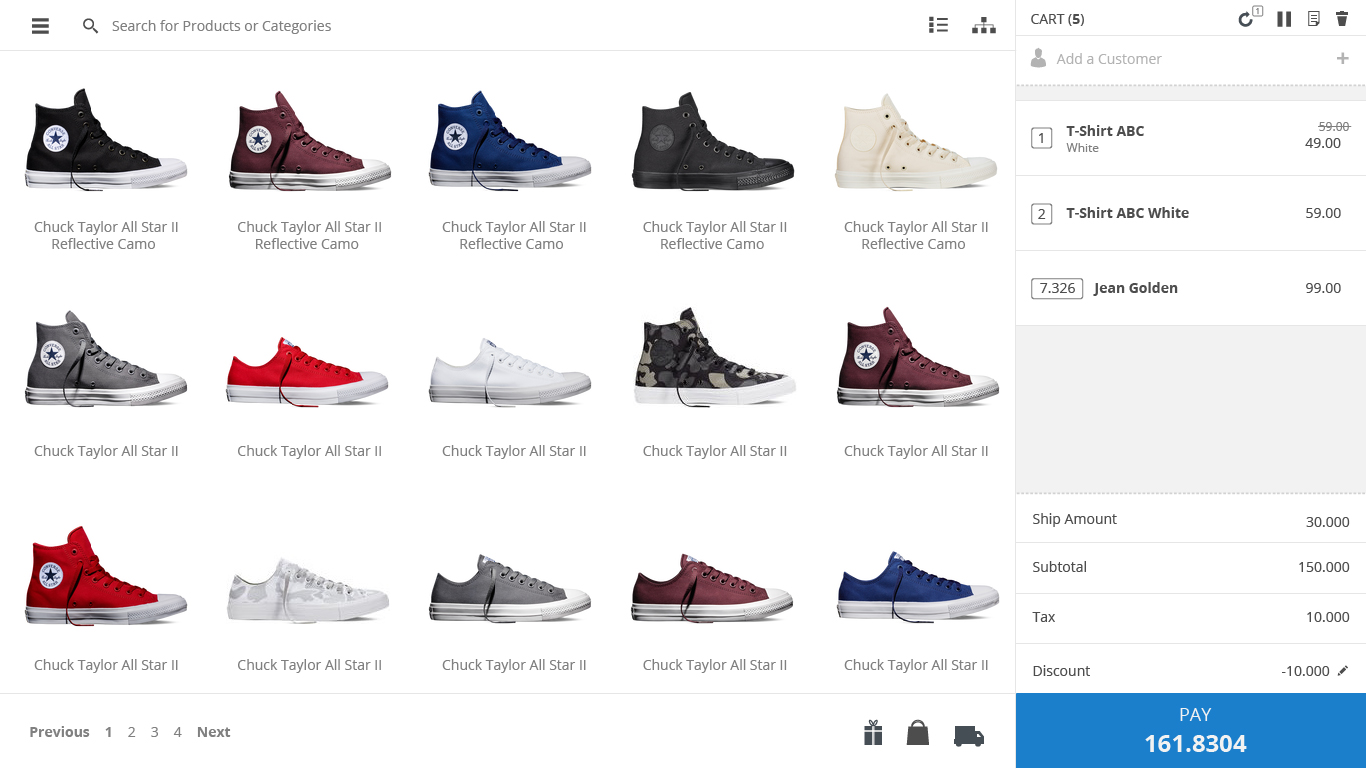 Search for Products or Categories
Chuck Taylor All Star II
Reflective Camo
Chuck Taylor All Star II
Reflective Camo
Chuck Taylor All Star II
Reflective Camo
Chuck Taylor All Star II
Reflective Camo
Chuck Taylor All Star II
Reflective Camo
Chuck Taylor All Star II
Chuck Taylor All Star II
Chuck Taylor All Star II
Chuck Taylor All Star II
Chuck Taylor All Star II
Chuck Taylor All Star II
Chuck Taylor All Star II
Chuck Taylor All Star II
Chuck Taylor All Star II
Chuck Taylor All Star II
Previous 1 2 3 4 Next
CART (5) 1
Add a Customer
1 T-Shirt ABC 59.00
White 49.00
2 T-Shirt ABC White 59.00
7.326 Jean Golden 99.00
Ship Amount 30.000
Subtotal 150.000
Tax 10.000
Discount -10.000
PAY
161.8304